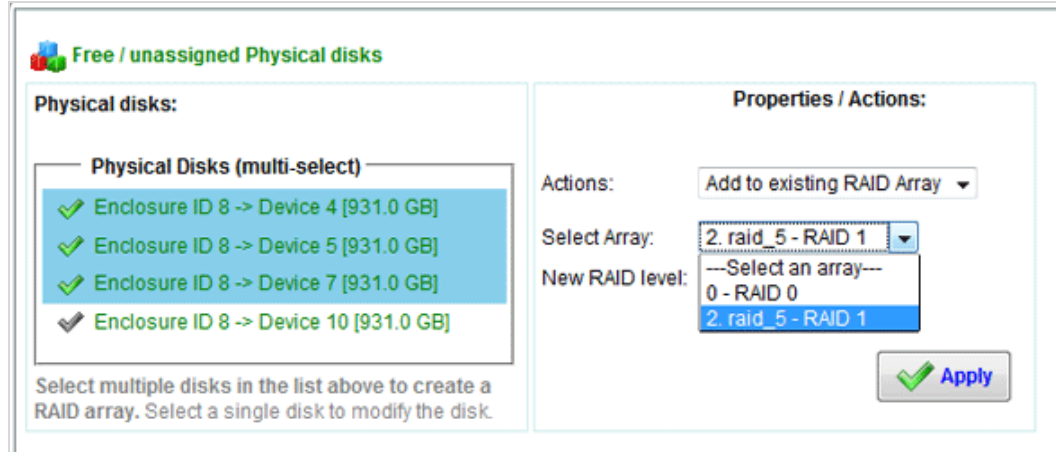 Free / unassigned Physical disks
Physical disks:
Physical Disks (multi-select)
Enclosure ID 8 -> Device 4 [931.0 GB]
Enclosure ID 8 -> Device 5 [931.0 GB]
Enclosure ID 8 -> Device 7 [931.0 GB]
Enclosure ID 8 -> Device 10 [931.0 GB]
Select multiple disks in the list above to create a
RAID array. Select a single disk to modify the disk.
Properties / Actions:
Actions: Add to existing RAID Array
Select Array: 2. raid_5 - RAID 1
---Select an array---
New RAID level:
0 - RAID 0
2. raid_5 - RAID 1
Apply